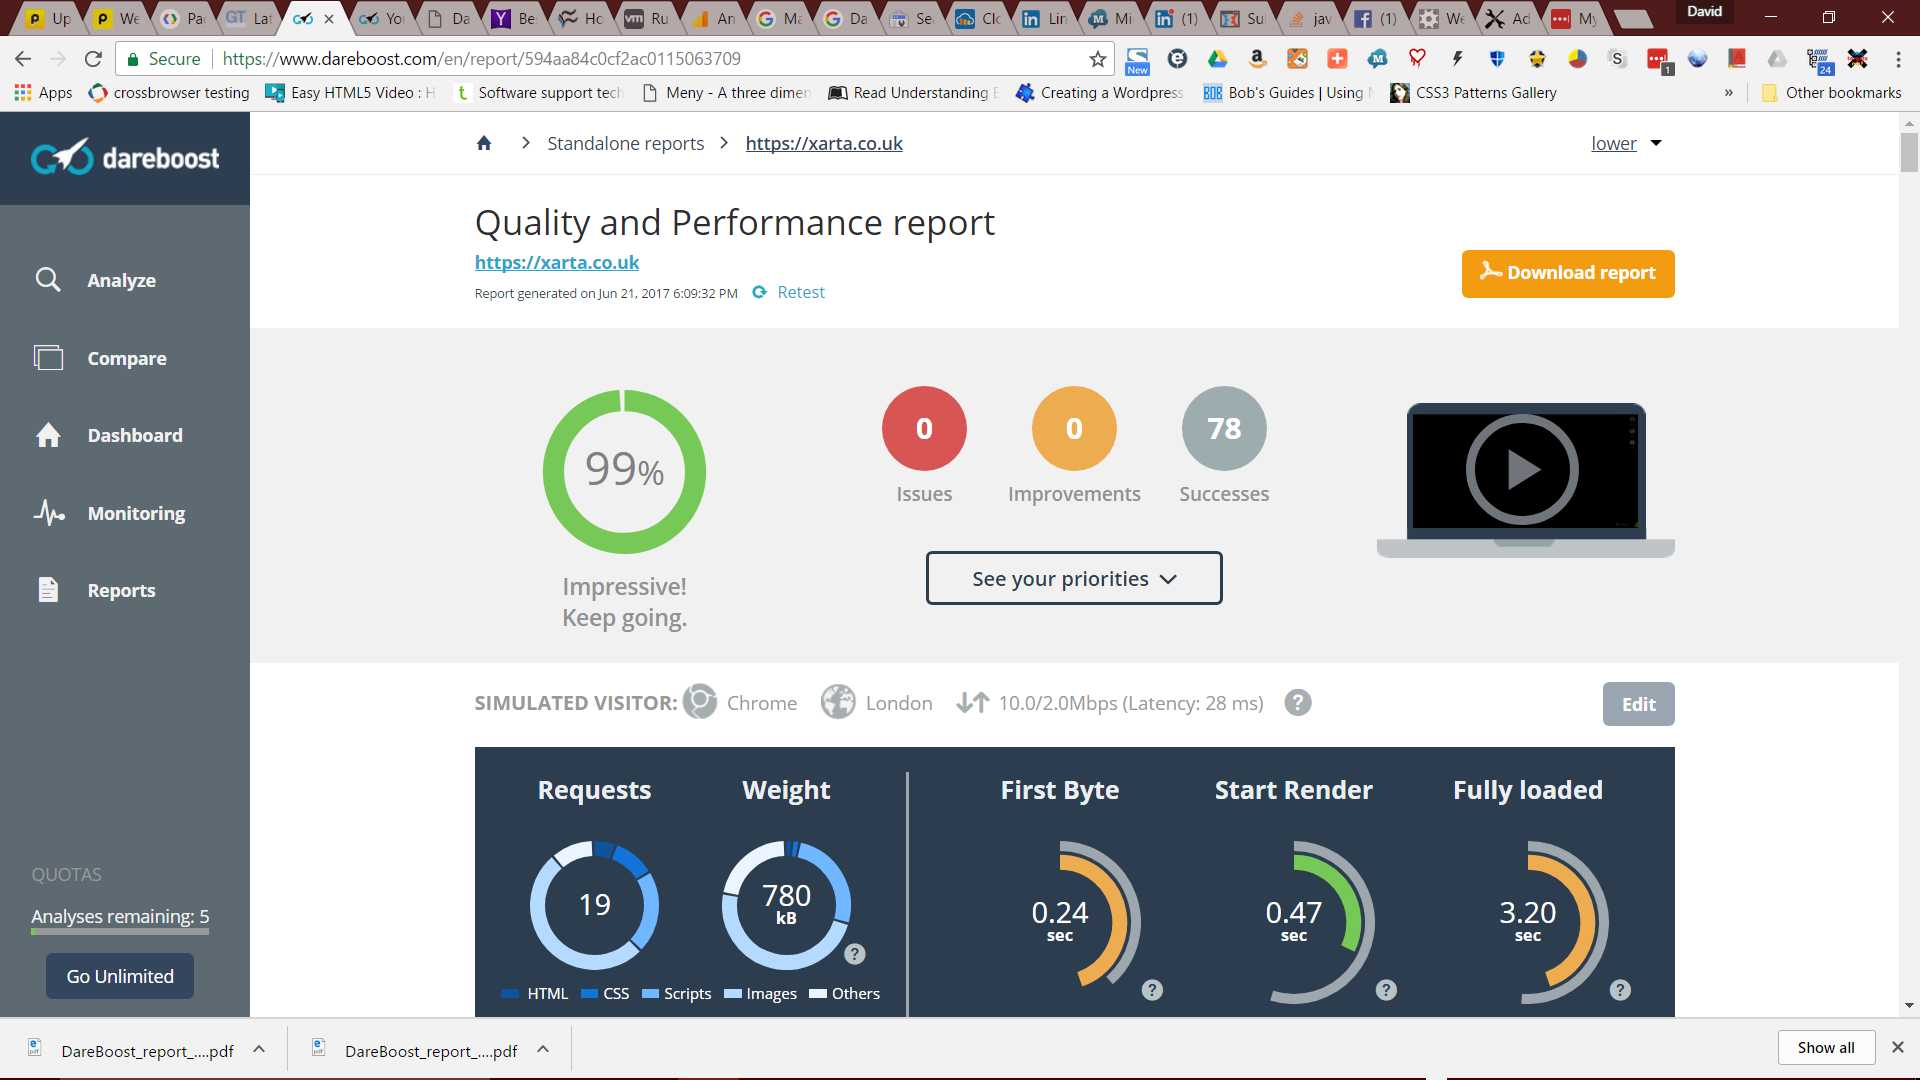 Up
We
Pa
GT Lat
Yo
Da
Be
Ho
vm Ru
An
Ma
Da
Se
Clo
in Lin
Mi
in (1)
Su
jav
(1)
We
Ad
My
David
Secure https://www.dareboost.com/en/report/594aa84c0cf2ac0115063709
New
1
24
Apps crossbrowser testing Easy HTML5 Video : H Software support tech Meny - A three dimen Read Understanding E Creating a Wordpress BOB Bob's Guides | Using CSS3 Patterns Gallery » Other bookmarks
dareboost
Analyze
Compare
Dashboard
Monitoring
Reports
QUOTAS
Analyses remaining: 5
Go Unlimited
Standalone reports https://xarta.co.uk lower
Quality and Performance report
https://xarta.co.uk
Report generated on Jun 21, 2017 6:09:32 PM Retest
Download report
99%
Impressive!
Keep going.
0 0 78
Issues Improvements Successes
See your priorities
SIMULATED VISITOR: Chrome London 10.0/2.0Mbps (Latency: 28 ms) ?
Edit
Requests Weight First Byte Start Render Fully loaded
19
780
kB
?
0.24
sec
?
0.47
sec
?
3.20
sec
?
HTML CSS Scripts Images Others
DareBoost_report_....pdf DareBoost_report_....pdf Show all